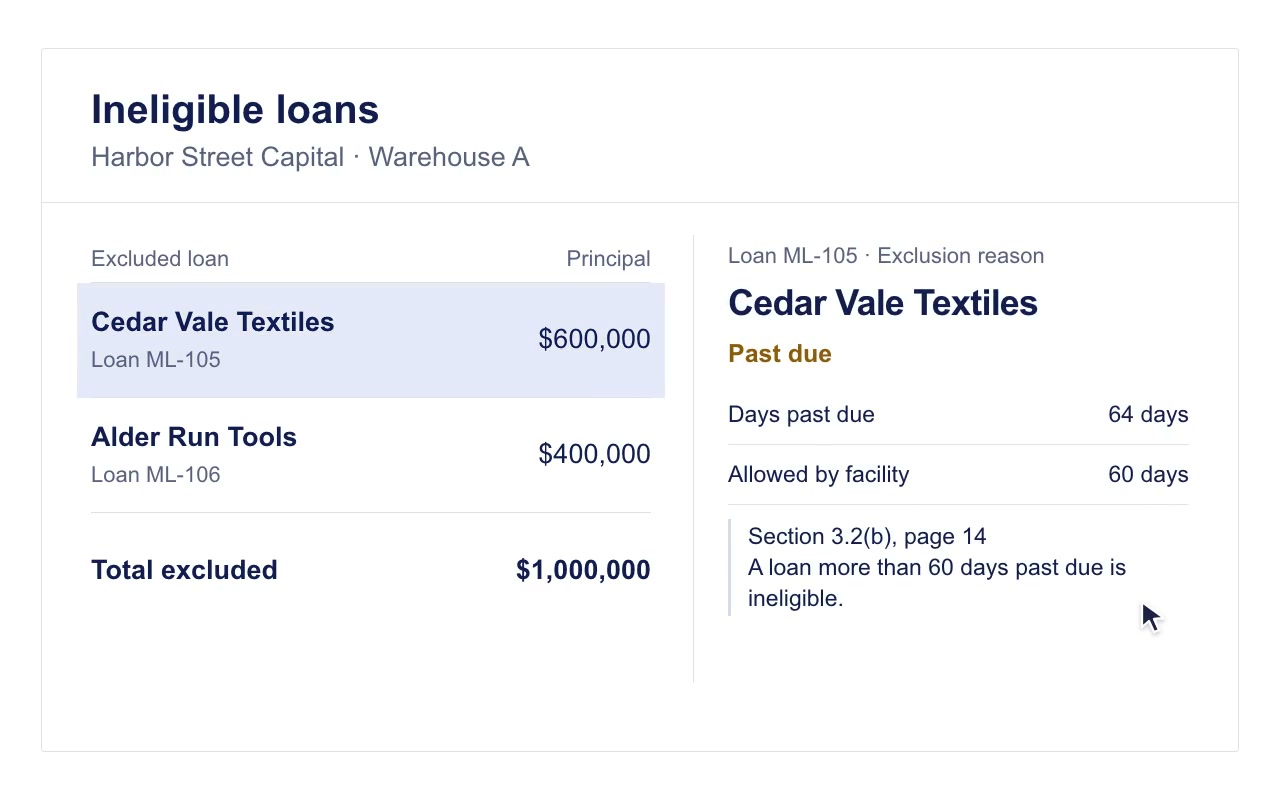 Ineligible loans
Harbor Street Capital · Warehouse A
Excluded loan Principal
Cedar Vale Textiles
Loan ML-105
$600,000
Alder Run Tools
Loan ML-106
$400,000
Total excluded $1,000,000
Loan ML-105 · Exclusion reason
Cedar Vale Textiles
Past due
Days past due 64 days
Allowed by facility 60 days
Section 3.2(b), page 14
A loan more than 60 days past due is
ineligible.